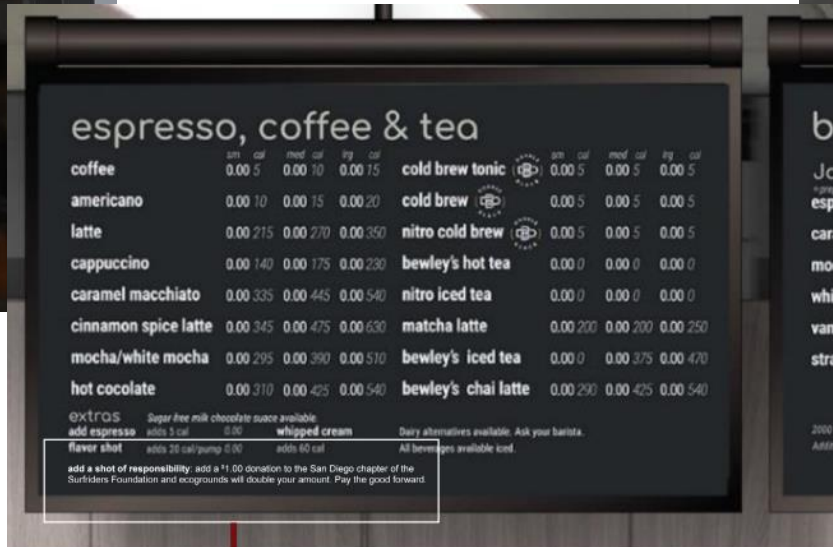 espresso, coffee & tea
sm cal med cal lrg cal
coffee 0.00 5 0.00 10 0.00 15
americano 0.00 10 0.00 15 0.00 20
latte 0.00 215 0.00 270 0.00 350
cappuccino 0.00 140 0.00 175 0.00 230
caramel macchiato 0.00 335 0.00 445 0.00 540
cinnamon spice latte 0.00 345 0.00 475 0.00 630
mocha/white mocha 0.00 295 0.00 390 0.00 510
hot cocolate 0.00 310 0.00 425 0.00 540
sm cal med cal lrg cal
cold brew tonic 0.00 5 0.00 5 0.00 5
cold brew 0.00 5 0.00 5 0.00 5
nitro cold brew 0.00 5 0.00 5 0.00 5
bewley's hot tea 0.00 0 0.00 0 0.00 0
nitro iced tea 0.00 0 0.00 0 0.00 0
matcha latte 0.00 200 0.00 200 0.00 250
bewley's iced tea 0.00 0 0.00 375 0.00 470
bewley's chai latte 0.00 290 0.00 425 0.00 540
extras Sugar-free milk chocolate suace available
add espresso adds 5 cal 0.00 whipped cream
flavor shot adds 20 cal/pump 0.00 adds 60 cal
Dairy alternatives available. Ask your barista.
All beverages available iced.
add a shot of responsibility: add a $1.00 donation to the San Diego chapter of the
Surfriders Foundation and ecogrounds will double your amount. Pay the good forward.
b
esp
car
mo
whi
van
stra
2000